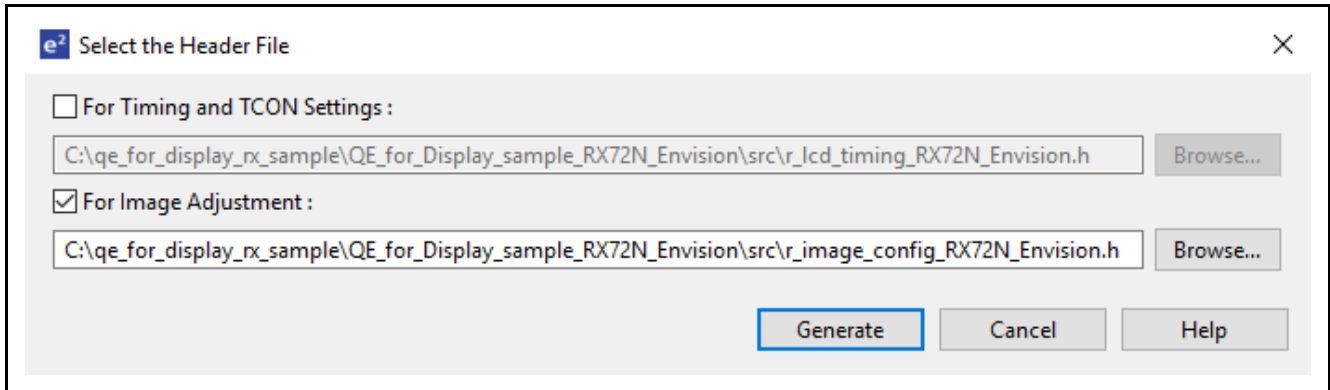 e² Select the Header File
For Timing and TCON Settings :
C:\qe_for_display_rx_sample\QE_for_Display_sample_RX72N_Envision\src\r_lcd_timing_RX72N_Envision.h Browse...
For Image Adjustment :
C:\qe_for_display_rx_sample\QE_for_Display_sample_RX72N_Envision\src\r_image_config_RX72N_Envision.h Browse...
Generate Cancel Help